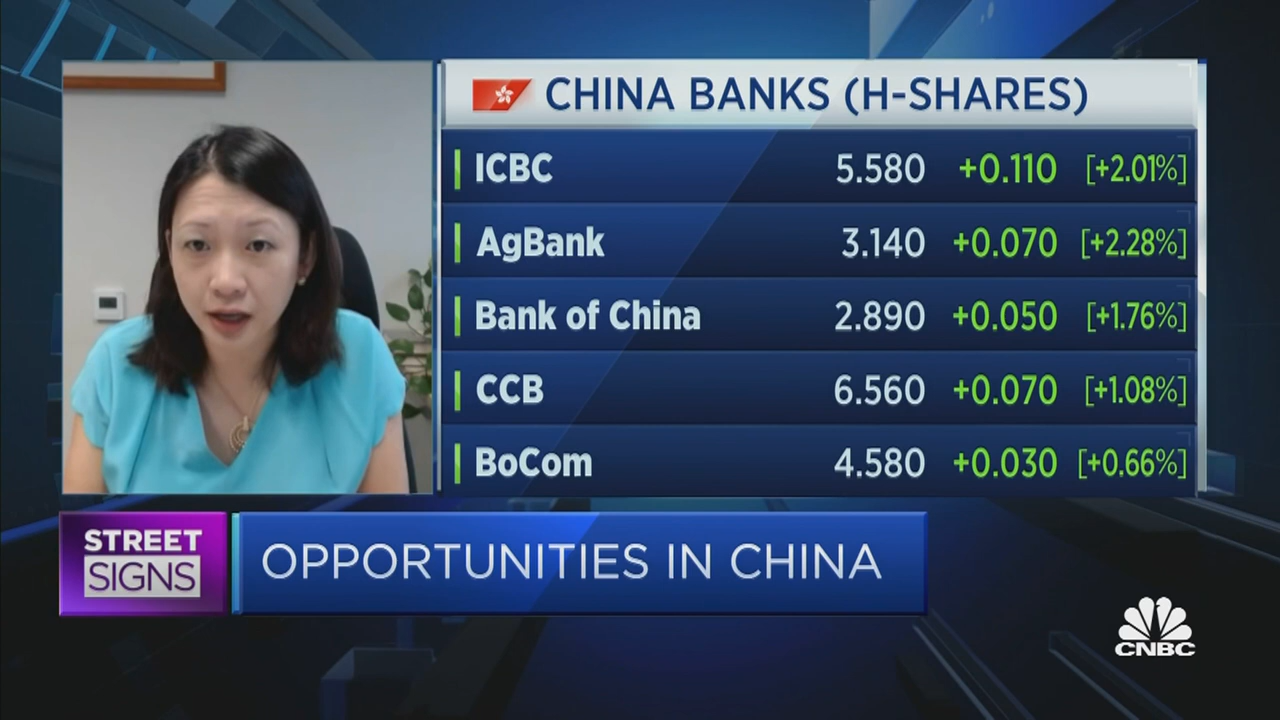 CHINA BANKS (H-SHARES)
ICBC 5.580 +0.110 [+2.01%]
AgBank 3.140 +0.070 [+2.28%]
Bank of China 2.890 +0.050 [+1.76%]
CCB 6.560 +0.070 [+1.08%]
BoCom 4.580 +0.030 [+0.66%]
STREET
SIGNS
OPPORTUNITIES IN CHINA
CNBC